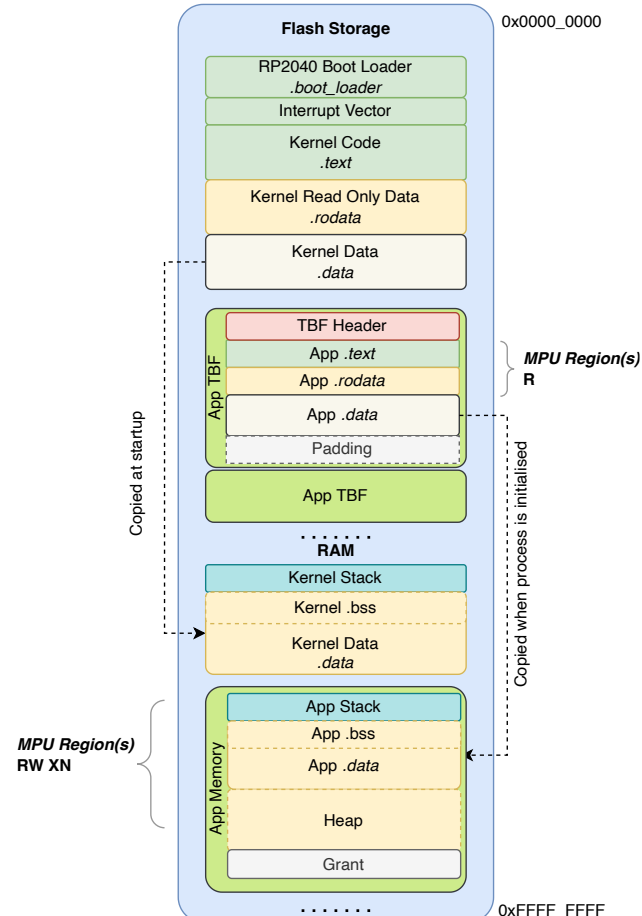 Flash Storage
0x0000_0000
RP2040 Boot Loader
.boot_loader
Interrupt Vector
Kernel Code
.text
Kernel Read Only Data
.rodata
Kernel Data
.data
App TBF
TBF Header
App .text
App .rodata
App .data
Padding
MPU Region(s)
R
App TBF
Copied at startup
Copied when process is initialised
. . . . . . .
RAM
Kernel Stack
Kernel .bss
Kernel Data
.data
App Memory
App Stack
App .bss
App .data
Heap
Grant
MPU Region(s)
RW XN
. . . . . . .
0xFFFF_FFFF